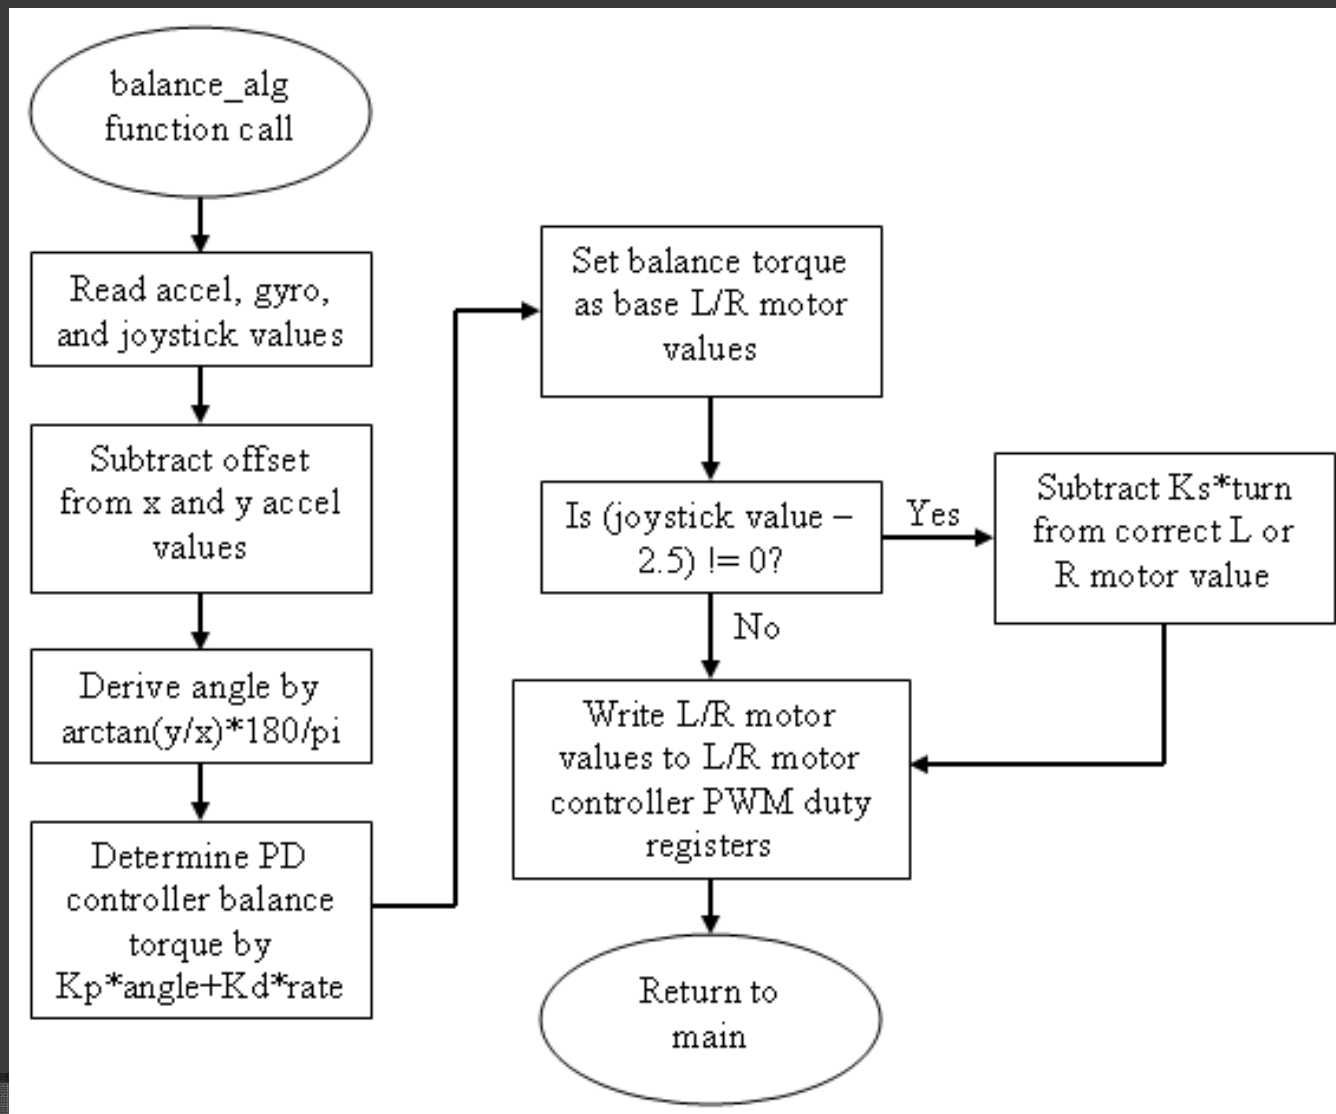 balance_alg
function call
Read accel, gyro,
and joystick values
Subtract offset
from x and y accel
values
Derive angle by
arctan(y/x)*180/pi
Determine PD
controller balance
torque by
Kp*angle+Kd*rate
Set balance torque
as base L/R motor
values
Is (joystick value –
2.5) != 0?
Yes
Subtract Ks*turn
from correct L or
R motor value
No
Write L/R motor
values to L/R motor
controller PWM duty
registers
Return to
main